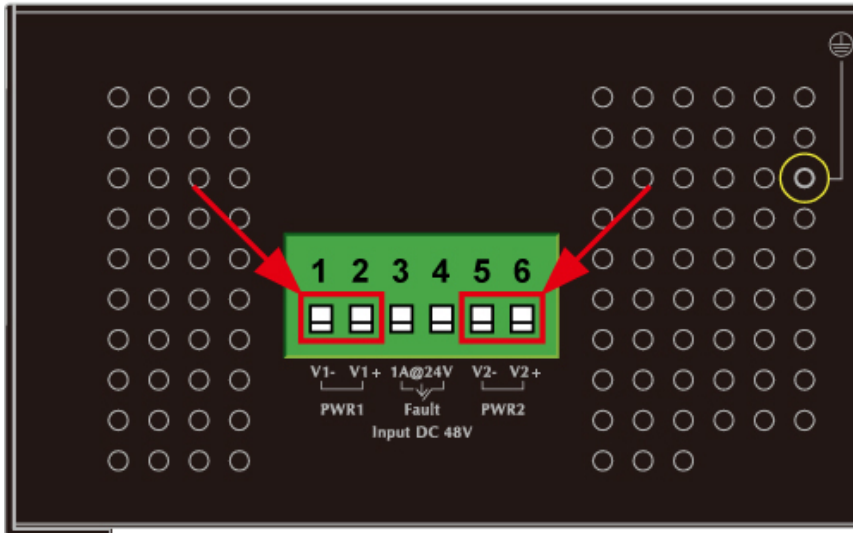 1 2 3 4 5 6
V1- V1+ 1A@24V V2- V2+
PWR1 Fault PWR2
Input DC 48V